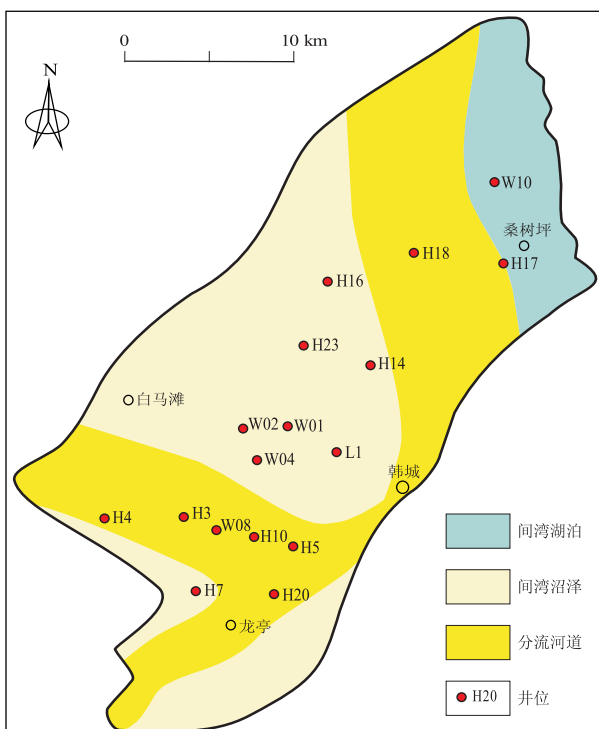 0 10 km
N
W10
桑树坪
H18
H17
H16
H23
H14
白马滩
W02 W01
L1
W04
韩城
H4 H3
W08
H10
H5
H7 H20
龙亭
间湾湖泊
间湾沼泽
分流河道
H20 井位